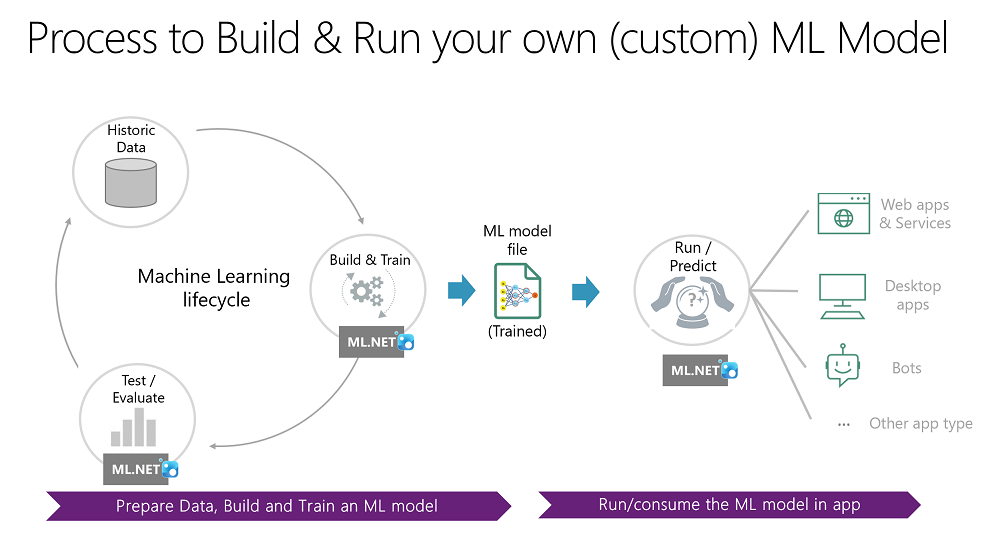 Process to Build & Run your own (custom) ML Model
Historic
Data
Machine Learning
lifecycle
Build & Train
ML.NET
Test /
Evaluate
ML.NET
ML model
file
(Trained)
Run /
Predict
?
ML.NET
Web apps
& Services
Desktop
apps
Bots
... Other app type
Prepare Data, Build and Train an ML model
Run/consume the ML model in app